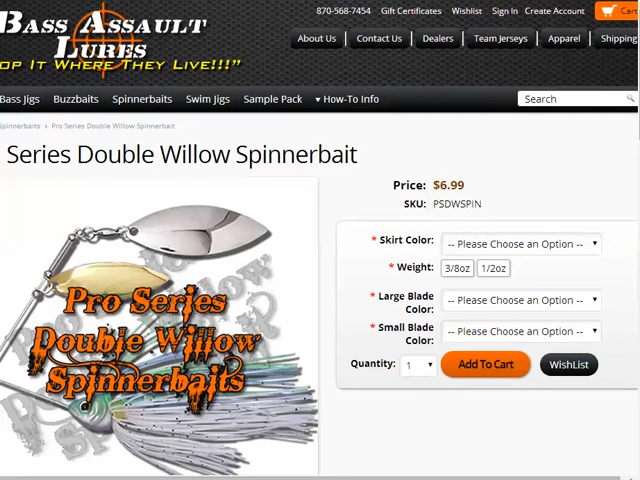 870-568-7454 Gift Certificates Wishlist Sign In Create Account Cart
Bass Assault
Lures
op It Where They Live!!!"
About Us Contact Us Dealers Team Jerseys Apparel Shipping
Bass Jigs Buzzbaits Spinnerbaits Swim Jigs Sample Pack ▾ How-To Info Search
Spinnerbaits › Pro Series Double Willow Spinnerbait
Series Double Willow Spinnerbait
Price: $6.99
SKU: PSDWSPIN
* Skirt Color: -- Please Choose an Option --
* Weight: 3/8oz 1/2oz
* Large Blade Color: -- Please Choose an Option --
* Small Blade Color: -- Please Choose an Option --
Quantity: 1 Add To Cart WishList
Pro Series
Double Willow
Spinnerbaits